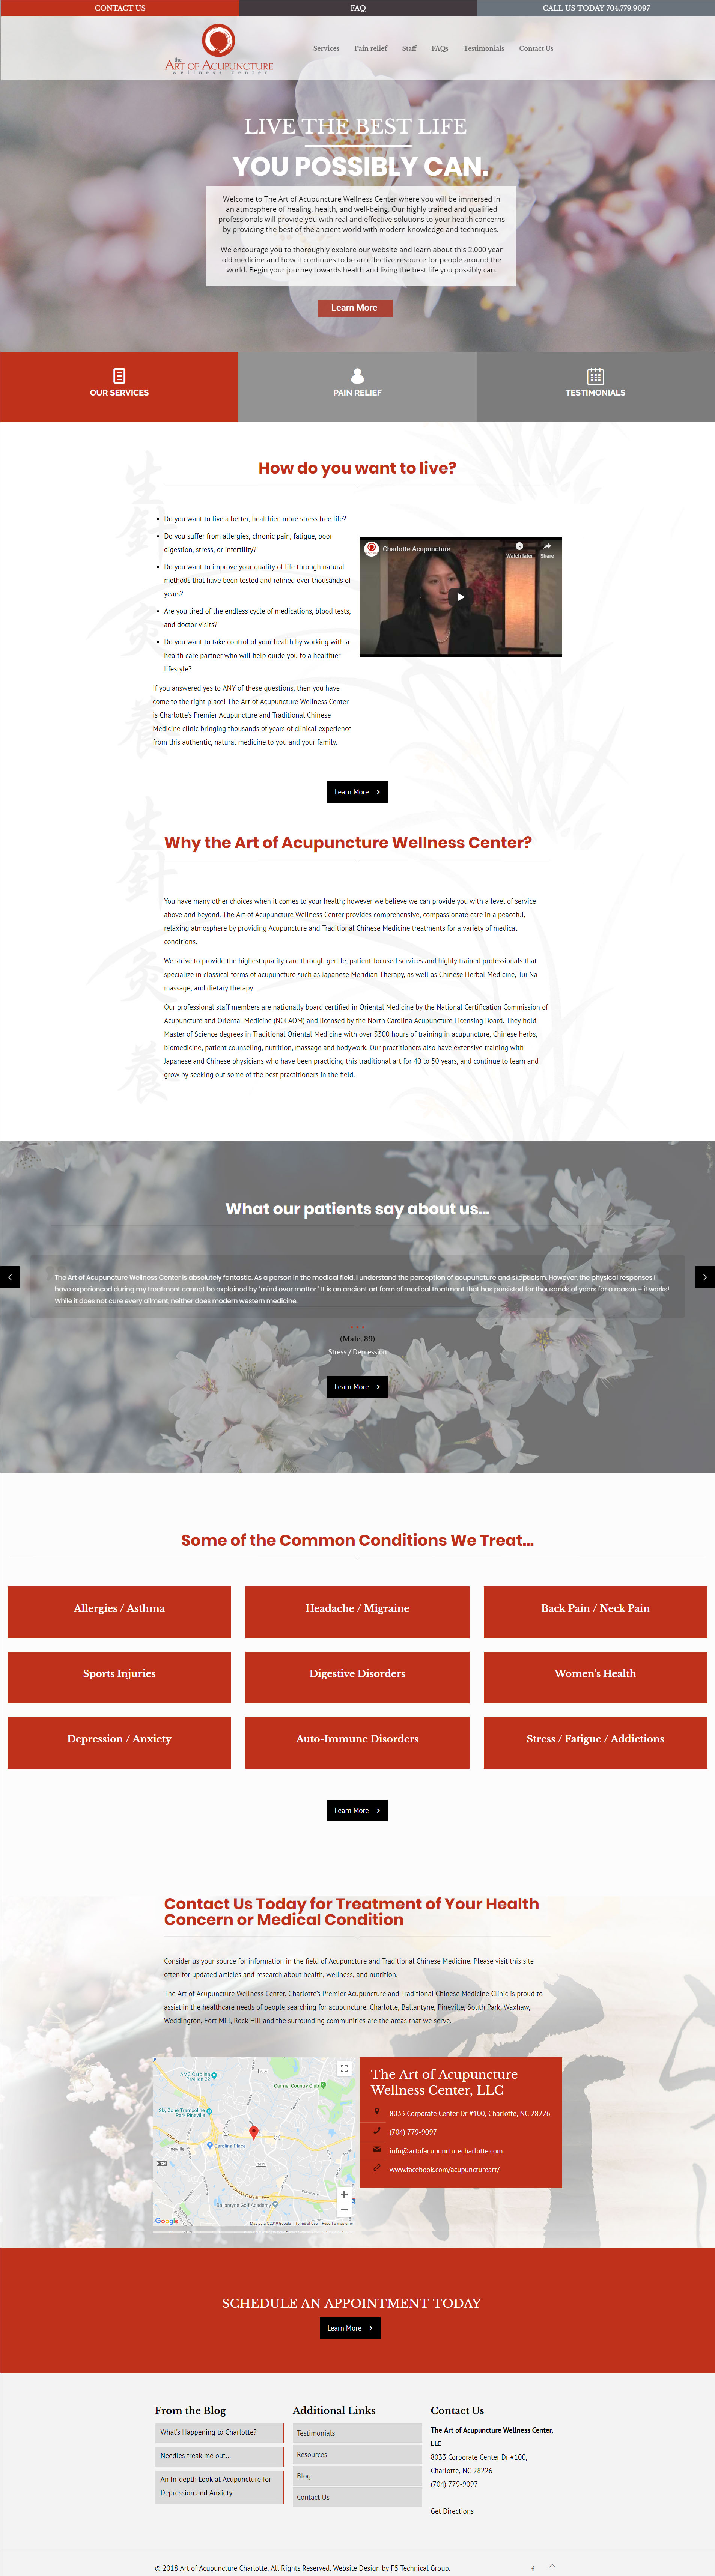 CONTACT US
FAQ
CALL US TODAY 704.779.9097
the
ART OF ACUPUNCTURE
wellness center
Services
Pain relief
Staff
FAQs
Testimonials
Contact Us
LIVE THE BEST LIFE
YOU POSSIBLY CAN.
Welcome to The Art of Acupuncture Wellness Center where you will be immersed in
an atmosphere of healing, health, and well-being. Our highly trained and qualified
professionals will provide you with real and effective solutions to your health concerns
by providing the best of the ancient world with modern knowledge and techniques.
We encourage you to thoroughly explore our website and learn about this 2,000 year
old medicine and how it continues to be an effective resource for people around the
world. Begin your journey towards health and living the best life you possibly can.
Learn More
OUR SERVICES
PAIN RELIEF
TESTIMONIALS
How do you want to live?
• Do you want to live a better, healthier, more stress free life?
• Do you suffer from allergies, chronic pain, fatigue, poor
digestion, stress, or infertility?
• Do you want to improve your quality of life through natural
methods that have been tested and refined over thousands of
years?
• Are you tired of the endless cycle of medications, blood tests,
and doctor visits?
• Do you want to take control of your health by working with a
health care partner who will help guide you to a healthier
lifestyle?
If you answered yes to ANY of these questions, then you have
come to the right place! The Art of Acupuncture Wellness Center
is Charlotte's Premier Acupuncture and Traditional Chinese
Medicine clinic bringing thousands of years of clinical experience
from this authentic, natural medicine to you and your family.
Charlotte Acupuncture
Watch later
Share
Learn More
Why the Art of Acupuncture Wellness Center?
You have many other choices when it comes to your health; however we believe we can provide you with a level of service
above and beyond. The Art of Acupuncture Wellness Center provides comprehensive, compassionate care in a peaceful,
relaxing atmosphere by providing Acupuncture and Traditional Chinese Medicine treatments for a variety of medical
conditions.
We strive to provide the highest quality care through gentle, patient-focused services and highly trained professionals that
specialize in classical forms of acupuncture such as Japanese Meridian Therapy, as well as Chinese Herbal Medicine, Tui Na
massage, and dietary therapy.
Our professional staff members are nationally board certified in Oriental Medicine by the National Certification Commission of
Acupuncture and Oriental Medicine (NCCAOM) and licensed by the North Carolina Acupuncture Licensing Board. They hold
Master of Science degrees in Traditional Oriental Medicine with over 3300 hours of training in acupuncture, Chinese herbs,
biomedicine, patient counseling, nutrition, massage and bodywork. Our practitioners also have extensive training with
Japanese and Chinese physicians who have been practicing this traditional art for 40 to 50 years, and continue to learn and
grow by seeking out some of the best practitioners in the field.
What our patients say about us...
The Art of Acupuncture Wellness Center is absolutely fantastic. As a person in the medical field, I understand the perception of acupuncture and skepticism. However, the physical responses I
have experienced during my treatment cannot be explained by "mind over matter." It is an ancient art form of medical treatment that has persisted for thousands of years for a reason – it works!
While it does not cure every ailment, neither does modern western medicine.
(Male, 39)
Stress / Depression
Learn More
Some of the Common Conditions We Treat...
Allergies / Asthma
Headache / Migraine
Back Pain / Neck Pain
Sports Injuries
Digestive Disorders
Women's Health
Depression / Anxiety
Auto-Immune Disorders
Stress / Fatigue / Addictions
Learn More
Contact Us Today for Treatment of Your Health
Concern or Medical Condition
Consider us your source for information in the field of Acupuncture and Traditional Chinese Medicine. Please visit this site
often for updated articles and research about health, wellness, and nutrition.
The Art of Acupuncture Wellness Center, Charlotte's Premier Acupuncture and Traditional Chinese Medicine Clinic is proud to
assist in the healthcare needs of people searching for acupuncture. Charlotte, Ballantyne, Pineville, South Park, Waxhaw,
Weddington, Fort Mill, Rock Hill and the surrounding communities are the areas that we serve.
AMC Carolina
Pavilion 22
Carmel Country Club
Sky Zone Trampoline
Park Pineville
Pineville
Carolina Place
Ballantyne Golf Academy
Google
Map data ©2019 Google
Terms of Use
Report a map error
The Art of Acupuncture
Wellness Center, LLC
8033 Corporate Center Dr #100, Charlotte, NC 28226
(704) 779-9097
info@artofacupuncturecharlotte.com
www.facebook.com/acupunctureart/
SCHEDULE AN APPOINTMENT TODAY
Learn More
From the Blog
What's Happening to Charlotte?
Needles freak me out...
An In-depth Look at Acupuncture for
Depression and Anxiety
Additional Links
Testimonials
Resources
Blog
Contact Us
Contact Us
The Art of Acupuncture Wellness Center,
LLC
8033 Corporate Center Dr #100,
Charlotte, NC 28226
(704) 779-9097
Get Directions
© 2018 Art of Acupuncture Charlotte. All Rights Reserved. Website Design by F5 Technical Group.